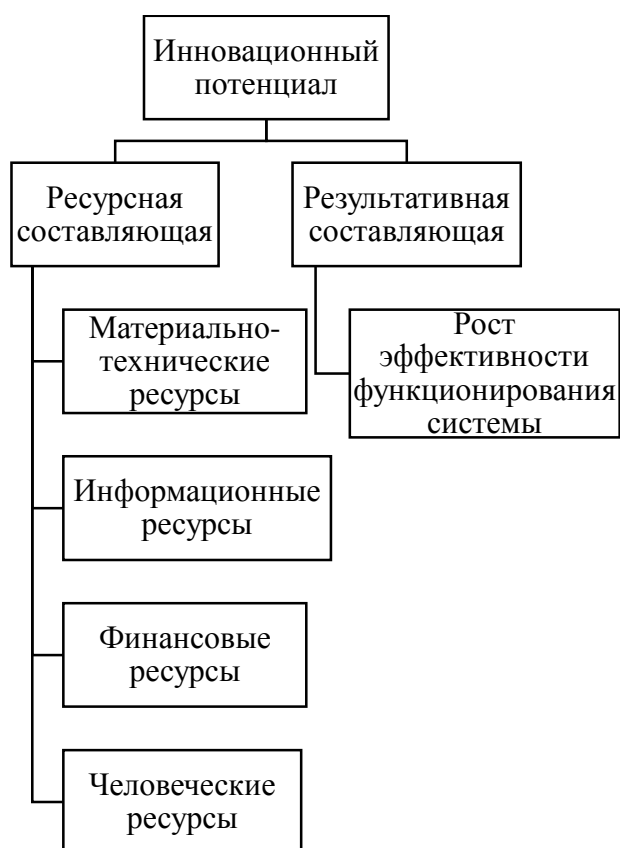 Инновационный
потенциал
Ресурсная
составляющая
Результативная
составляющая
Материально-
технические
ресурсы
Рост
эффективности
функционирования
системы
Информационные
ресурсы
Финансовые
ресурсы
Человеческие
ресурсы